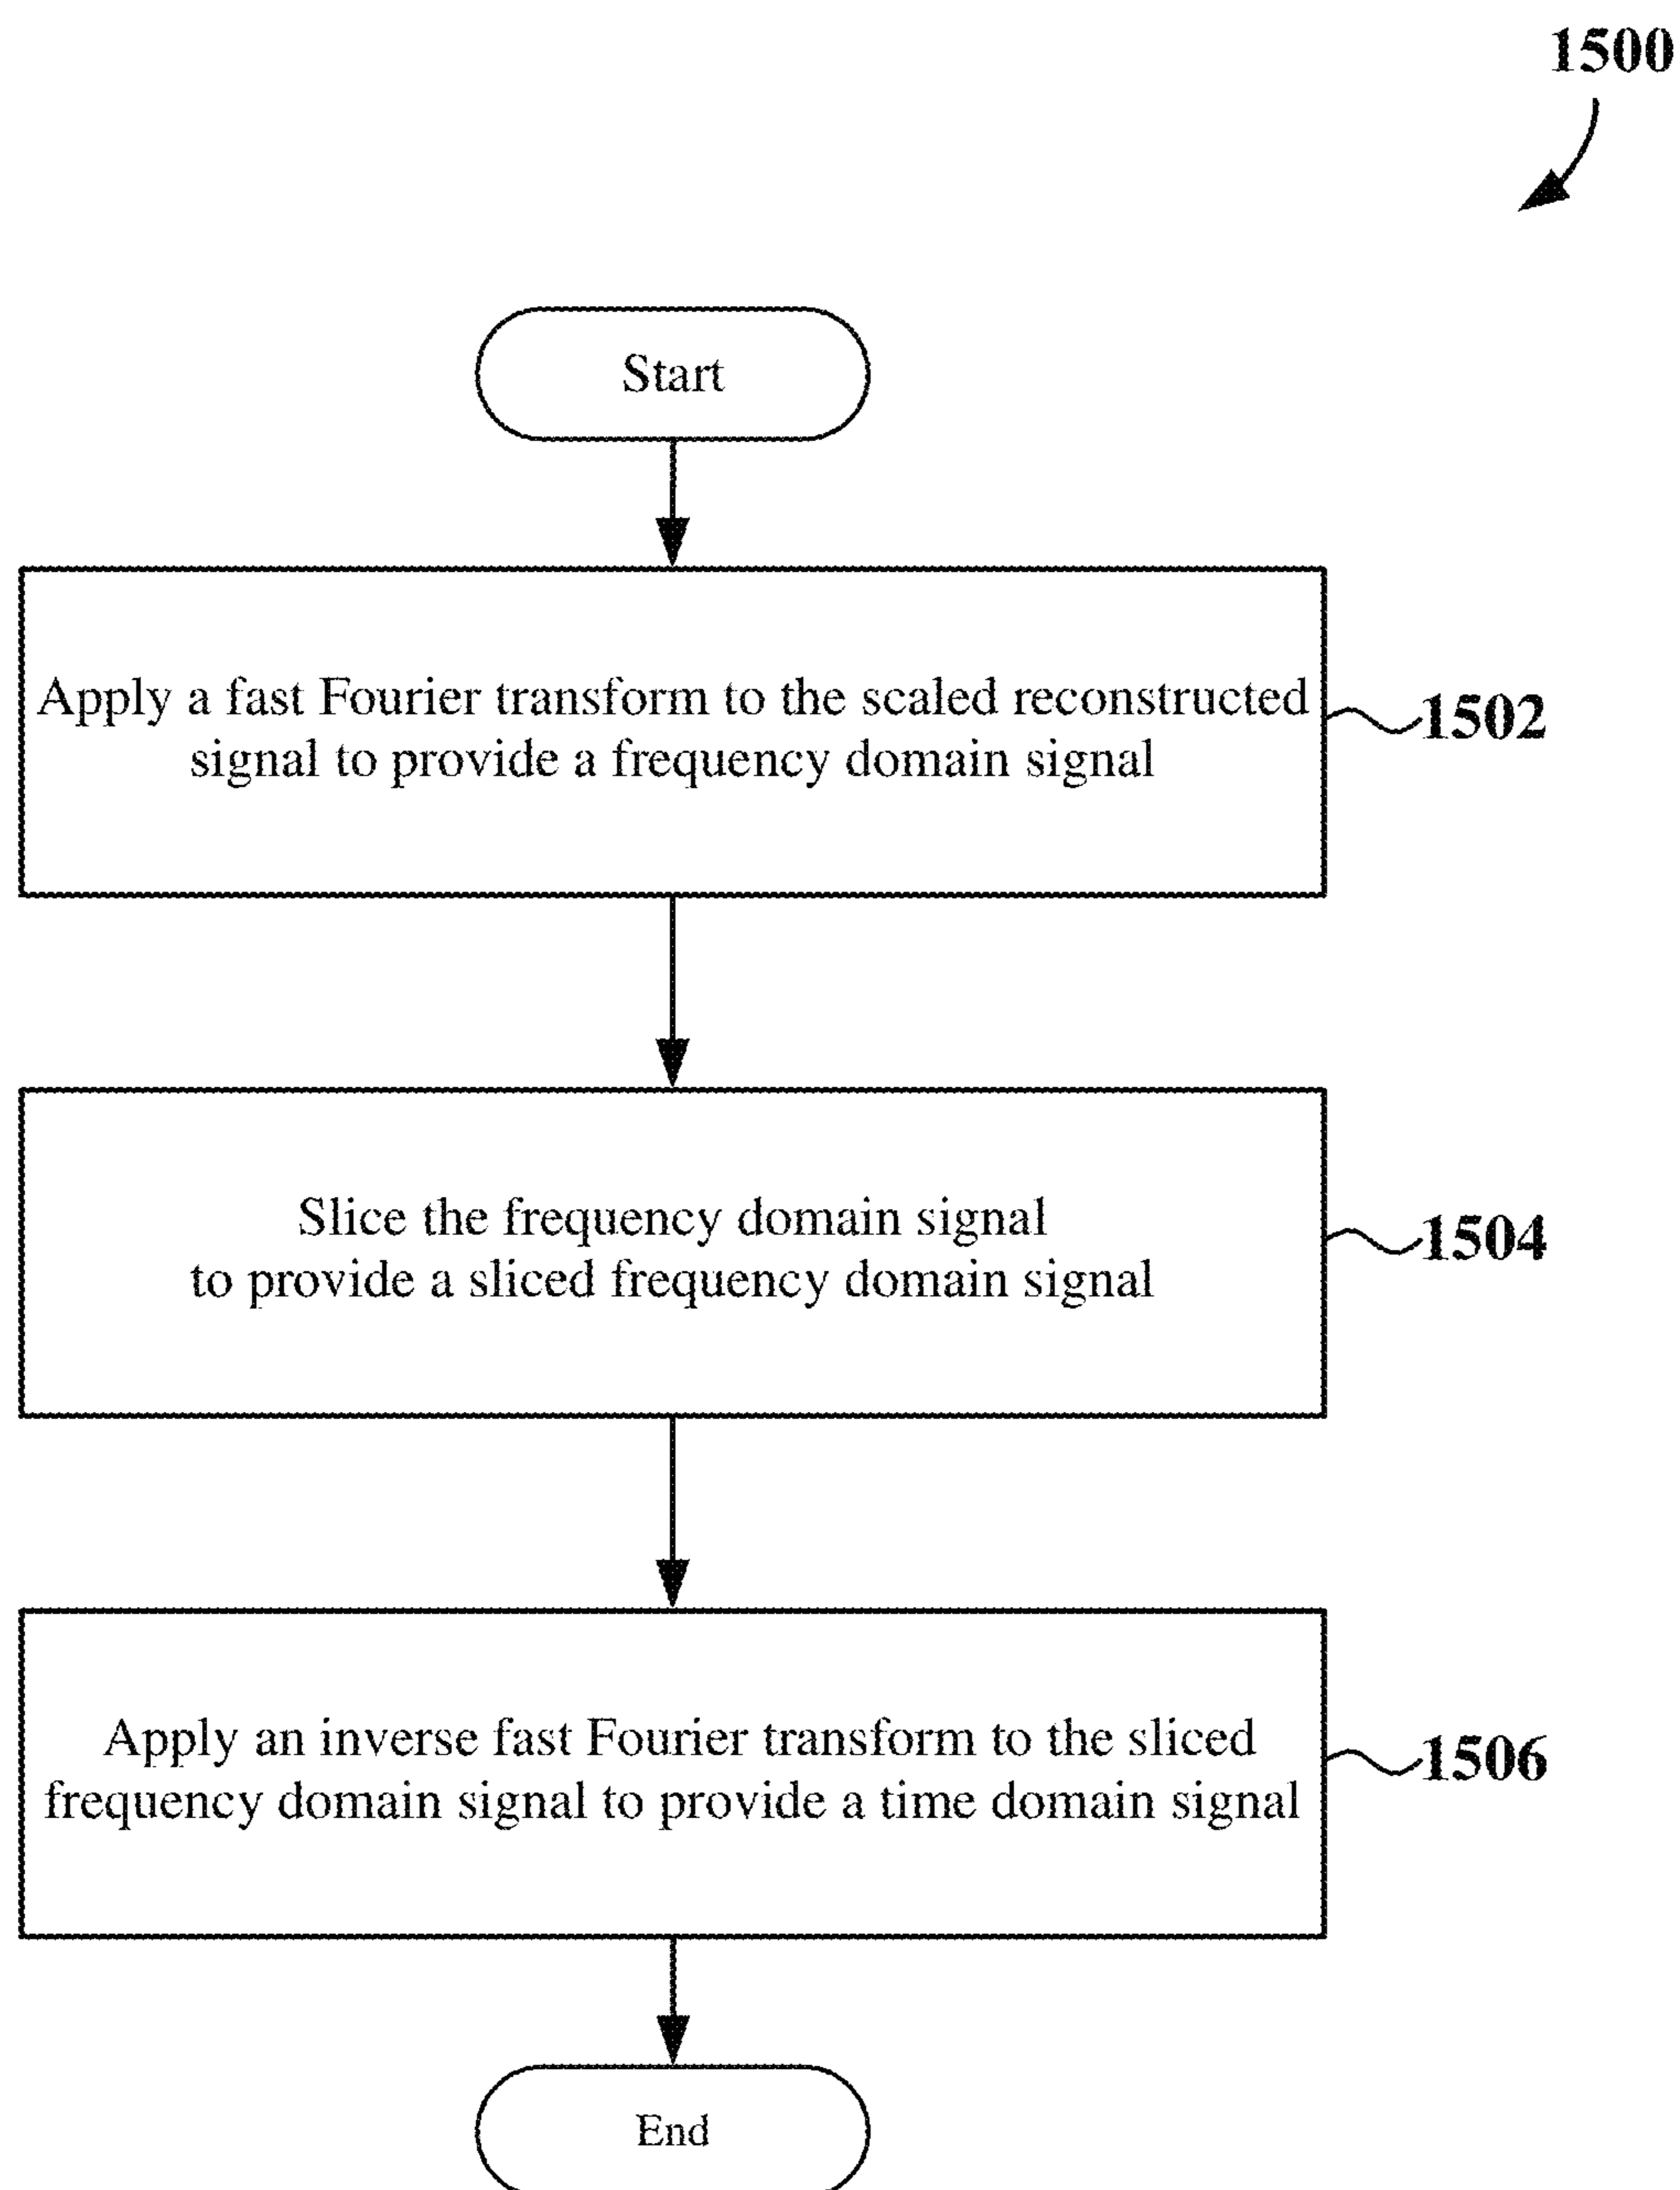 1500
Start
Apply a fast Fourier transform to the scaled reconstructed
signal to provide a frequency domain signal
1502
Slice the frequency domain signal
to provide a sliced frequency domain signal
1504
Apply an inverse fast Fourier transform to the sliced
frequency domain signal to provide a time domain signal
1506
End